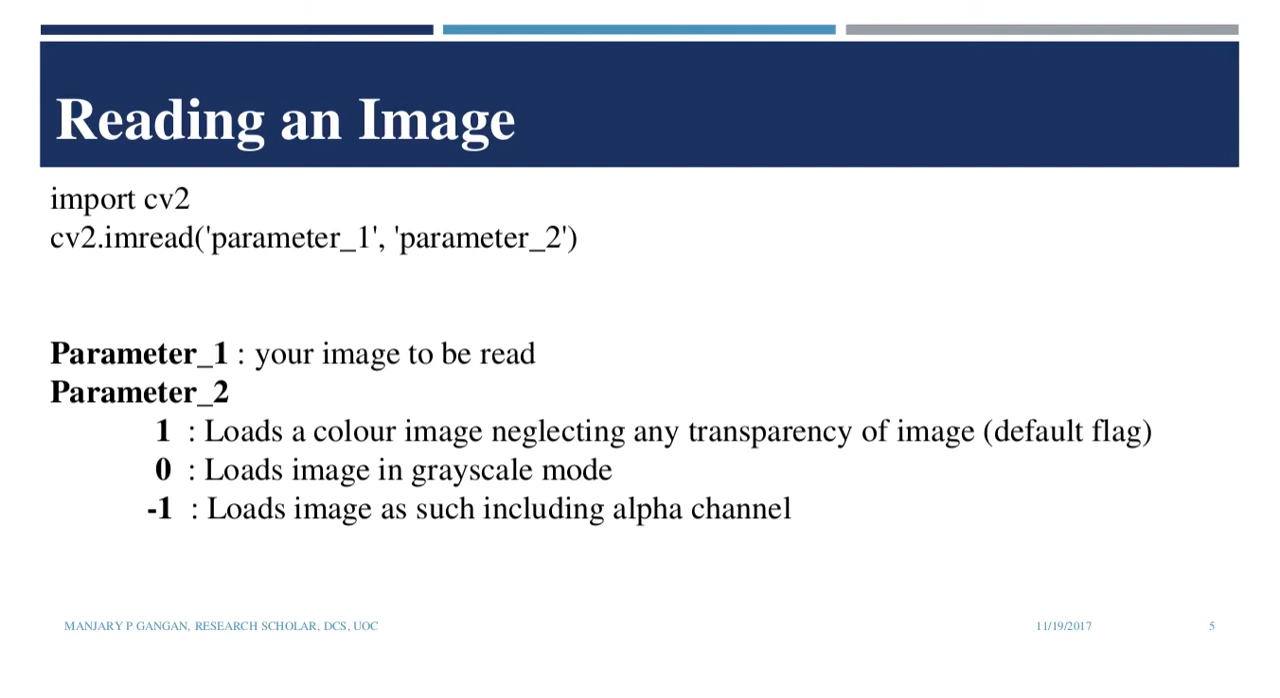 Reading an Image
import cv2
cv2.imread('parameter_1', 'parameter_2')
Parameter_1 : your image to be read
Parameter_2
1 : Loads a colour image neglecting any transparency of image (default flag)
0 : Loads image in grayscale mode
-1 : Loads image as such including alpha channel
MANJARY P GANGAN, RESEARCH SCHOLAR, DCS, UOC 11/19/2017 5